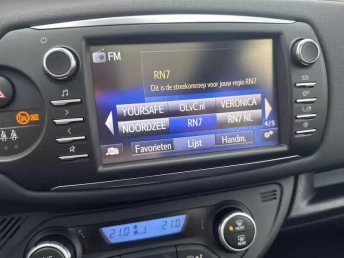 FM
RN7
Dit is de streekomroep voor jouw regio RN7
YOURSAFE OLvC.nl VERONICA
NOORDZEE RN7 RN7 NL
4/5
Favorieten Lijst Handm.
21.0 21.0
REAR